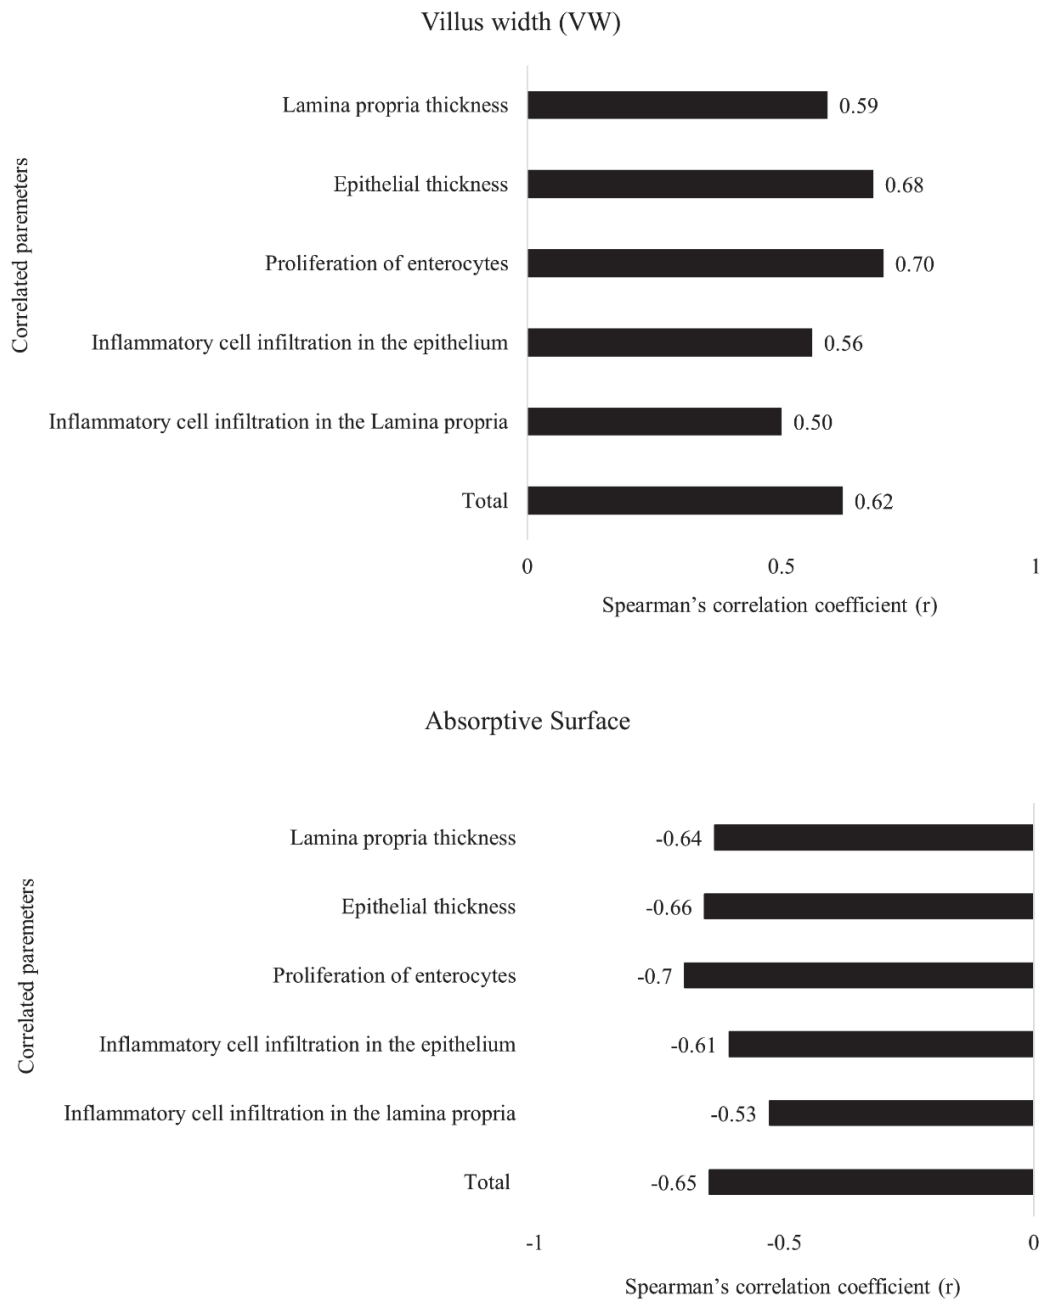 Villus width (VW)
Correlated paremeters
Lamina propria thickness 0.59
Epithelial thickness 0.68
Proliferation of enterocytes 0.70
Inflammatory cell infiltration in the epithelium 0.56
Inflammatory cell infiltration in the Lamina propria 0.50
Total 0.62
0 0.5 1
Spearman’s correlation coefficient (r)
Absorptive Surface
Correlated paremeters
Lamina propria thickness -0.64
Epithelial thickness -0.66
Proliferation of enterocytes -0.7
Inflammatory cell infiltration in the epithelium -0.61
Inflammatory cell infiltration in the lamina propria -0.53
Total -0.65
-1 -0.5 0
Spearman’s correlation coefficient (r)